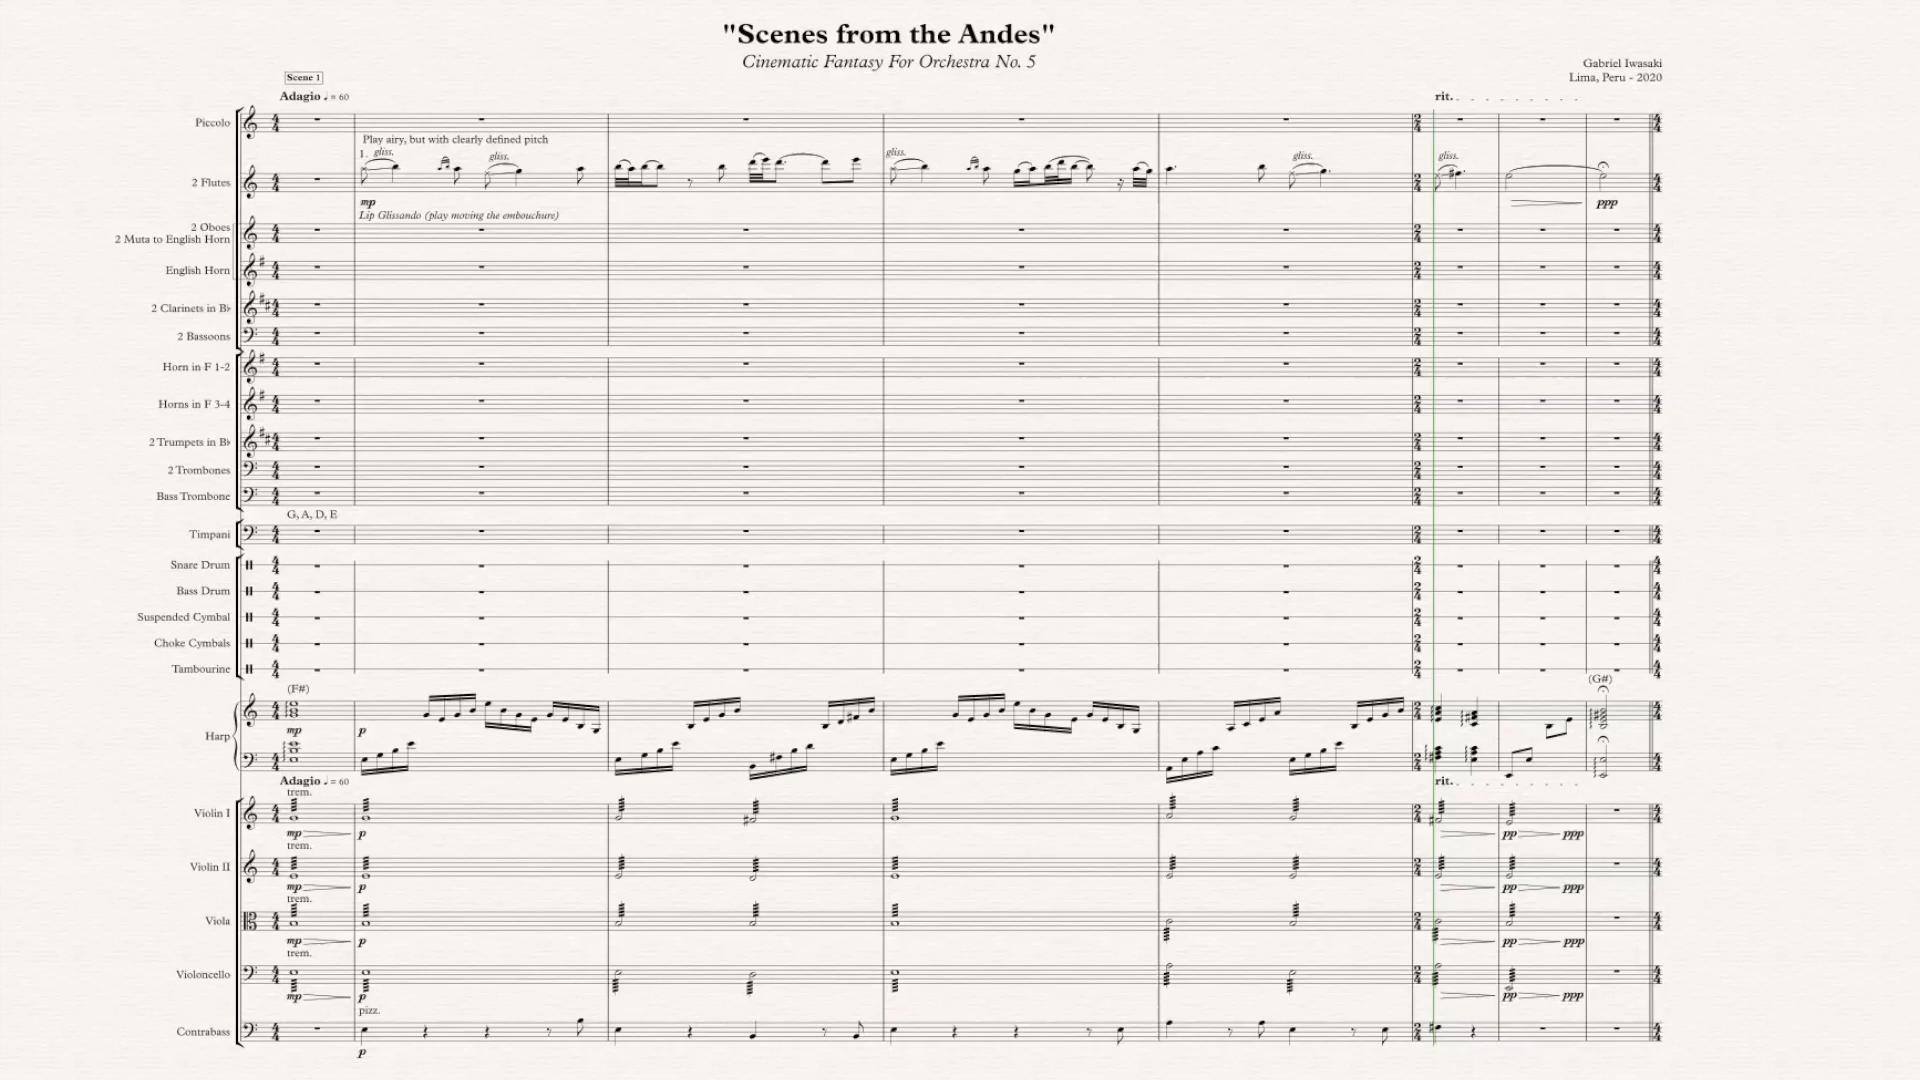 "Scenes from the Andes"
Cinematic Fantasy For Orchestra No. 5
Gabriel Iwasaki
Lima, Peru - 2020
Scene 1
Adagio ♩ = 60
rit.
Piccolo
Play airy, but with clearly defined pitch
1. gliss. gliss. gliss. gliss. gliss.
2 Flutes
mp ppp
Lip Glissando (play moving the embouchure)
2 Oboes
2 Muta to English Horn
English Horn
2 Clarinets in B♭
2 Bassoons
Horn in F 1-2
Horns in F 3-4
2 Trumpets in B♭
2 Trombones
Bass Trombone
G, A, D, E
Timpani
Snare Drum
Bass Drum
Suspended Cymbal
Choke Cymbals
Tambourine
(F#) (G#)
mp p
Harp
Adagio ♩ = 60
rit.
trem.
Violin I
mp p pp ppp
trem.
Violin II
mp p pp ppp
trem.
Viola
mp p pp ppp
trem.
Violoncello
mp p pp ppp
pizz.
Contrabass
p